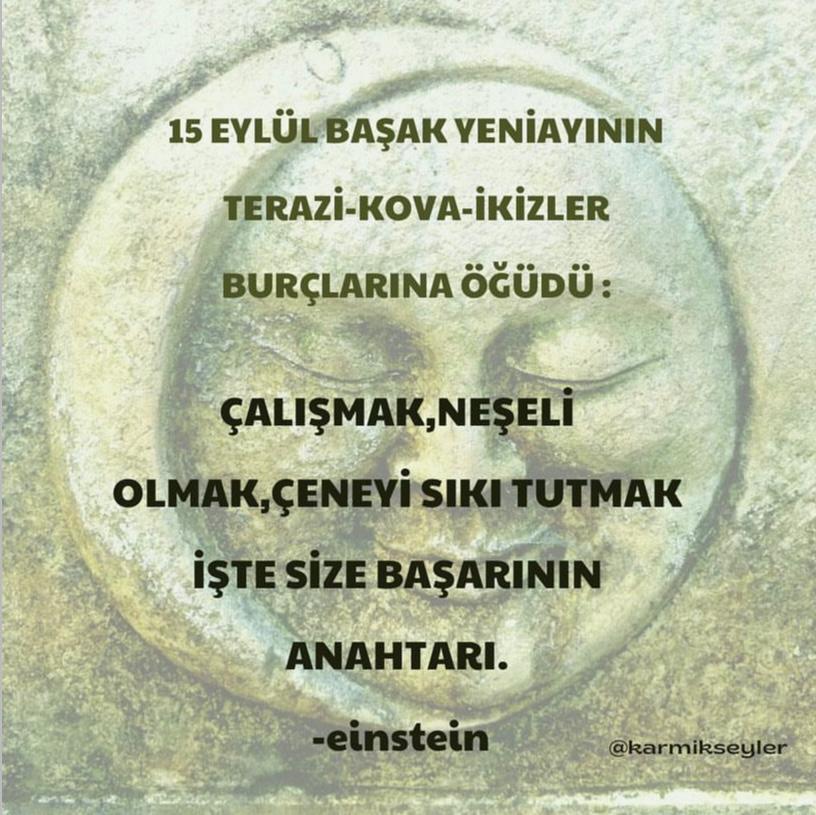 15 EYLÜL BAŞAK YENİAYININ
TERAZİ-KOVA-İKİZLER
BURÇLARINA ÖĞÜDÜ :
ÇALIŞMAK,NEŞELİ
OLMAK,ÇENEYİ SIKI TUTMAK
İŞTE SİZE BAŞARININ
ANAHTARI.
-einstein
@karmikseyler